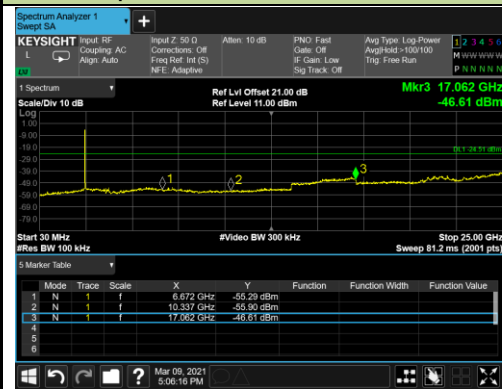 Spectrum Analyzer 1
Swept SA
KEYSIGHT Input: RF Input Z: 50 Ω Atten: 10 dB PNO: Fast Avg Type: Log-Power 1 2 3 4 5 6
L Coupling: AC Corrections: Off Gate: Off Avg|Hold:>100/100 M W W W W W
Align: Auto Freq Ref: Int (S) IF Gain: Low Trig: Free Run
NFE: Adaptive Sig Track: Off P N N N N N
1 Spectrum
Ref Lvl Offset 21.00 dB
Mkr3 17.062 GHz
Scale/Div 10 dB
Ref Level 11.00 dBm
-46.61 dBm
Log
1.00
-9.00
-19.0
-29.0
-39.0
-49.0
-59.0
-69.0
-79.0
DL1 -24.51 dBm
1
2
3
Start 30 MHz
#Video BW 300 kHz
Stop 25.00 GHz
#Res BW 100 kHz
Sweep 81.2 ms (2001 pts)
5 Marker Table
Mode Trace Scale X Y Function Function Width Function Value
1 N 1 f 6.672 GHz -55.29 dBm
2 N 1 f 10.337 GHz -55.90 dBm
3 N 1 f 17.062 GHz -46.61 dBm
4
5
6
Mar 09, 2021
5:06:16 PM